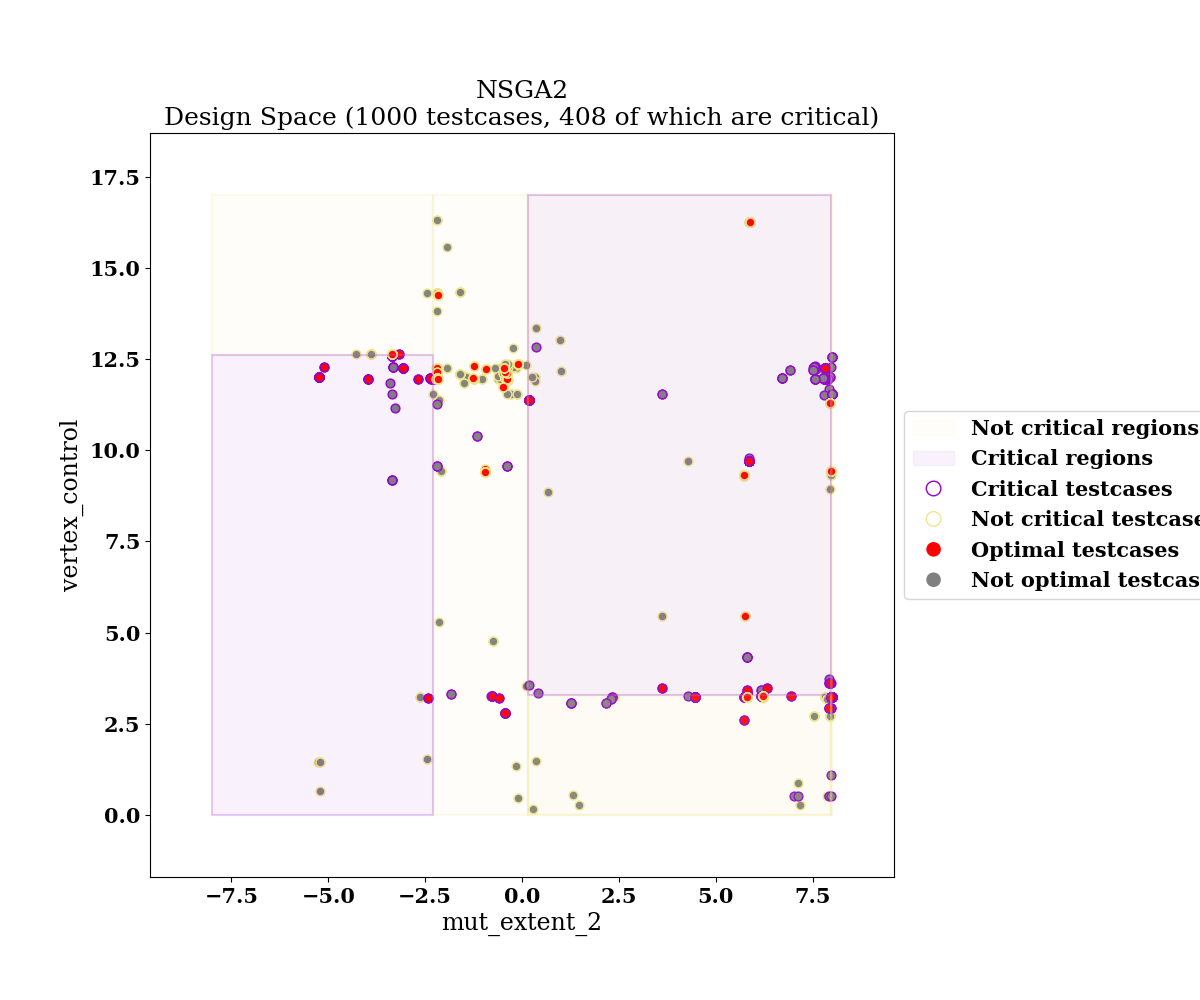 NSGA2
Design Space (1000 testcases, 408 of which are critical)
17.5
15.0
12.5
10.0
7.5
5.0
2.5
0.0
vertex_control
−7.5
−5.0
−2.5
0.0
2.5
5.0
7.5
mut_extent_2
Not critical regions
Critical regions
Critical testcases
Not critical testcase
Optimal testcases
Not optimal testcas